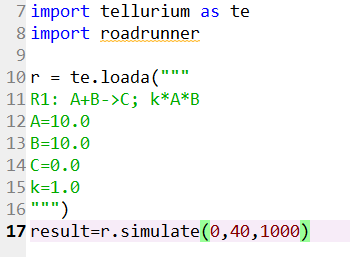 7 import tellurium as te
8 import roadrunner
9
10 r = te.loada("""
11 R1: A+B->C; k*A*B
12 A=10.0
13 B=10.0
14 C=0.0
15 k=1.0
16 """)
17 result=r.simulate(0,40,1000)